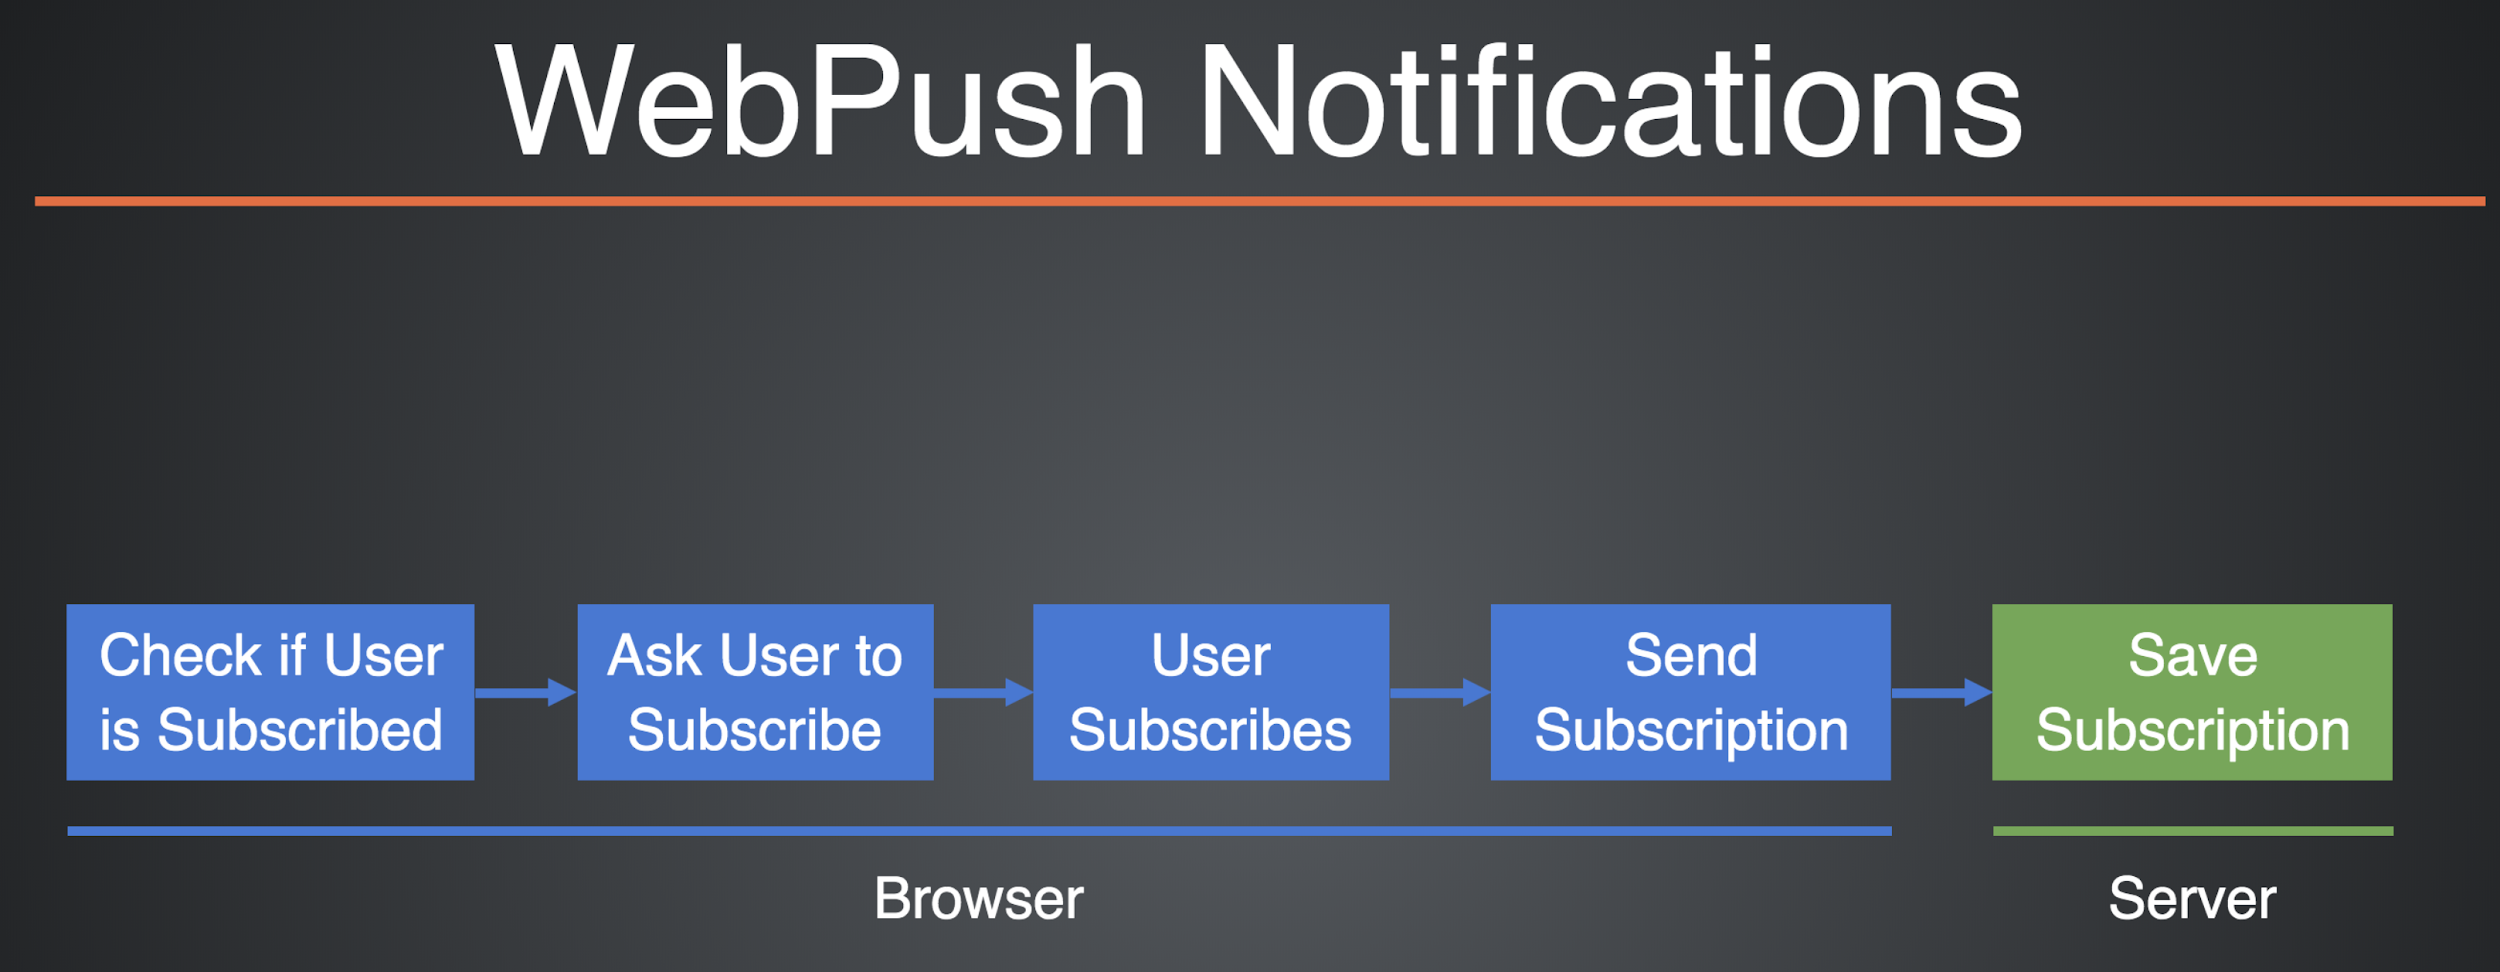 WebPush Notifications
Check if User
is Subscribed
Ask User to
Subscribe
User
Subscribes
Send
Subscription
Save
Subscription
Browser
Server